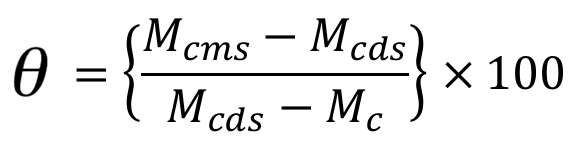 θ = {(M_cms − M_cds) / (M_cds − M_c)} × 100